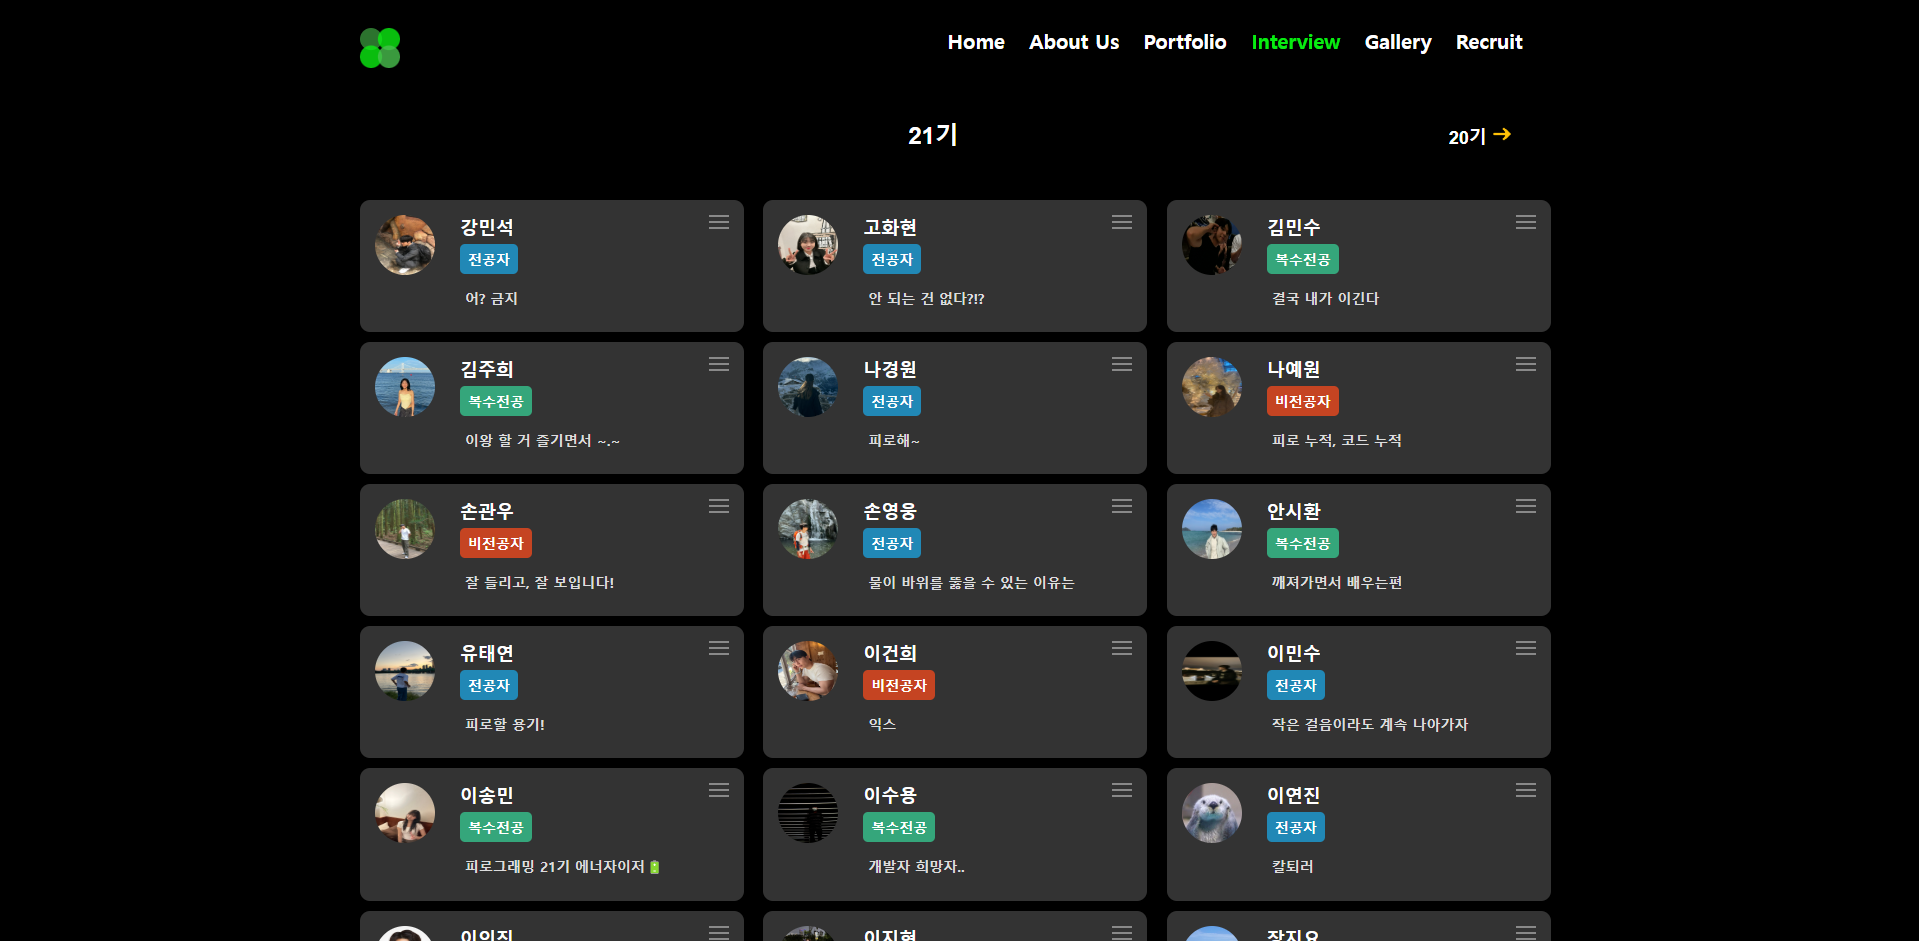 Home About Us Portfolio Interview Gallery Recruit
21기
20기 →
강민석
전공자
어? 금지
고화현
전공자
안 되는 건 없다?!?
김민수
복수전공
결국 내가 이긴다
김주희
복수전공
이왕 할 거 즐기면서 ~.~
나경원
전공자
피로해~
나예원
비전공자
피로 누적, 코드 누적
손관우
비전공자
잘 들리고, 잘 보입니다!
손영웅
전공자
물이 바위를 뚫을 수 있는 이유는
안시환
복수전공
깨져가면서 배우는편
유태연
전공자
피로할 용기!
이건희
비전공자
익스
이민수
전공자
작은 걸음이라도 계속 나아가자
이송민
복수전공
피로그래밍 21기 에너자이저🔋
이수용
복수전공
개발자 희망자..
이연진
전공자
칼퇴러